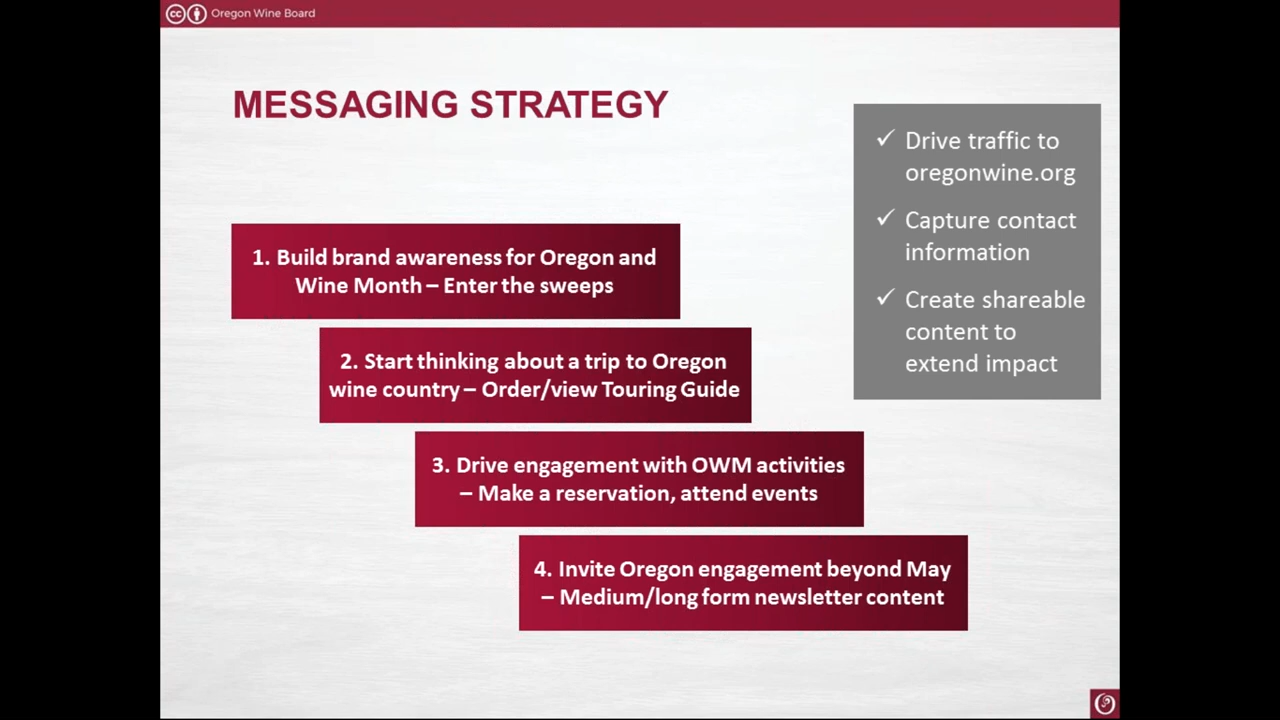 Oregon Wine Board
MESSAGING STRATEGY
1. Build brand awareness for Oregon and
Wine Month – Enter the sweeps
2. Start thinking about a trip to Oregon
wine country – Order/view Touring Guide
3. Drive engagement with OWM activities
– Make a reservation, attend events
4. Invite Oregon engagement beyond May
– Medium/long form newsletter content
✓ Drive traffic to
oregonwine.org
✓ Capture contact
information
✓ Create shareable
content to
extend impact